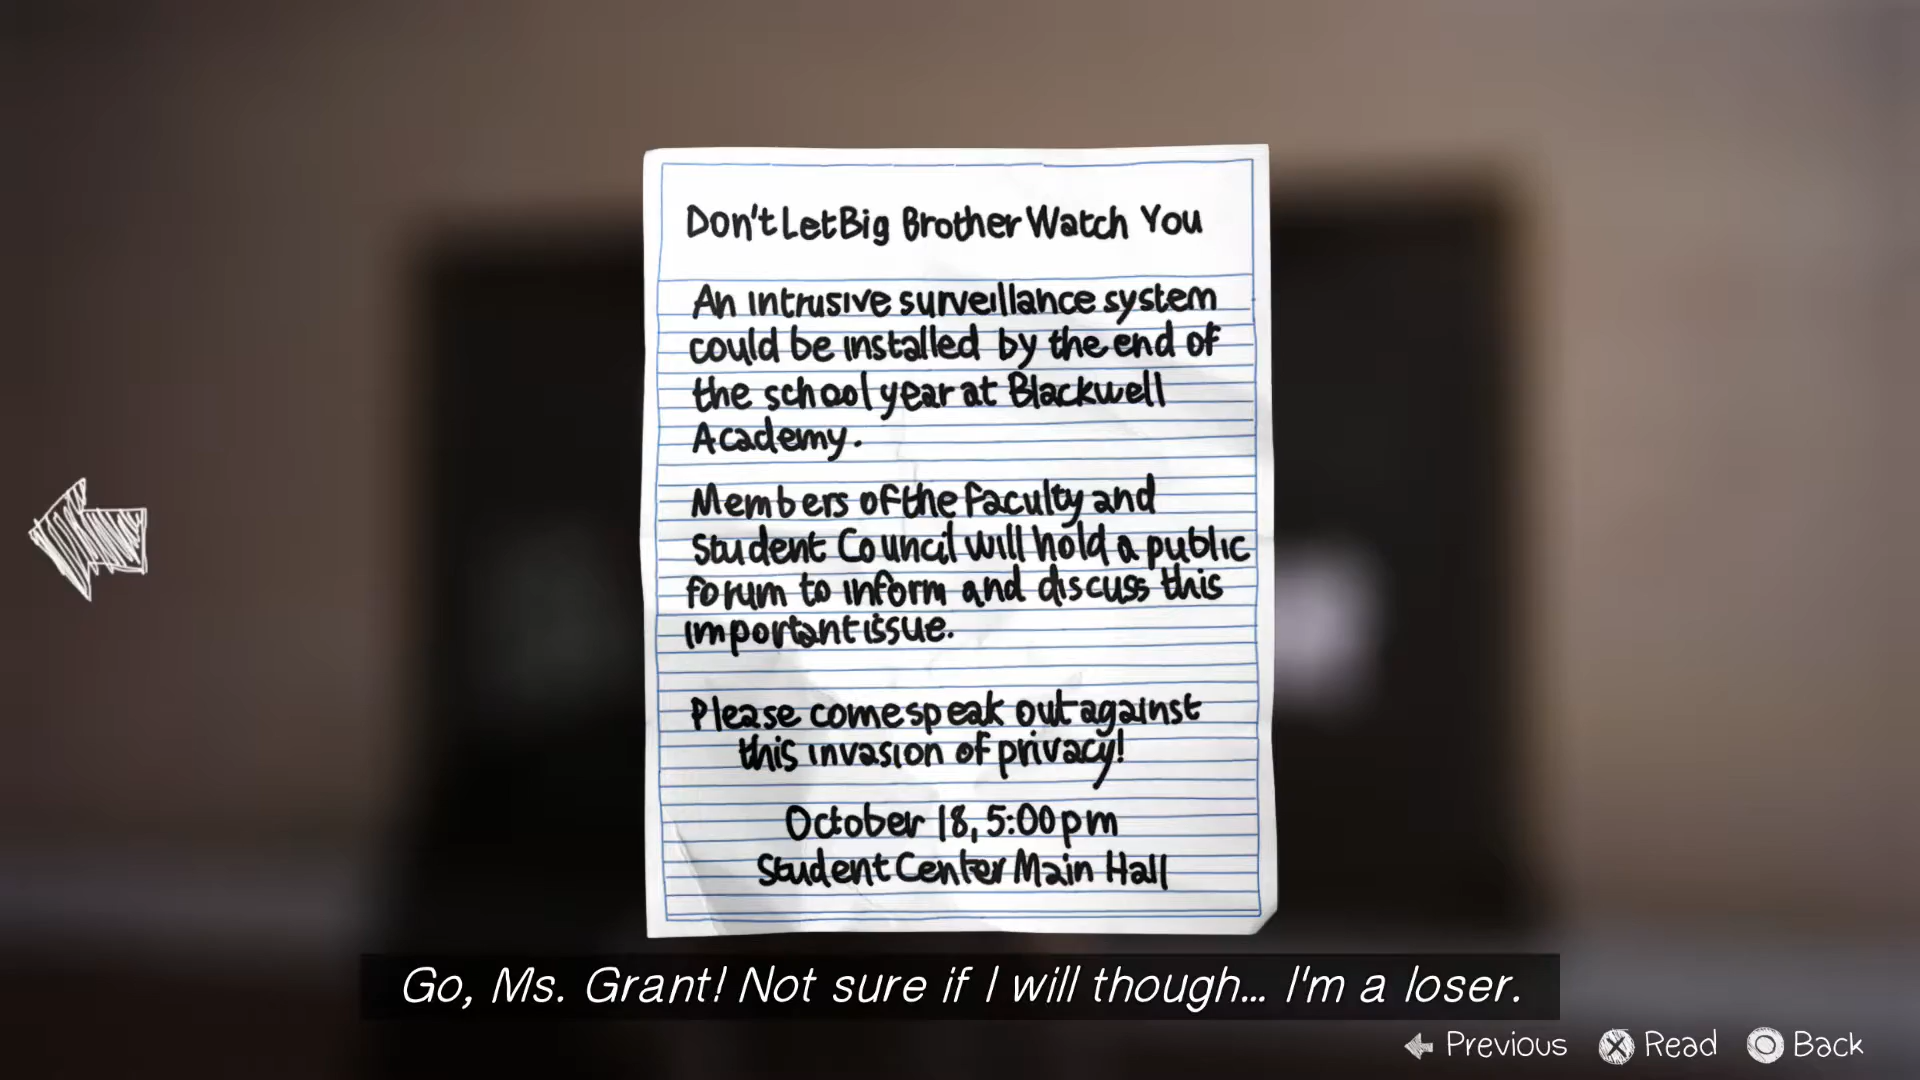 Don't Let Big Brother Watch You
An intrusive surveillance system
could be installed by the end of
the school year at Blackwell
Academy.
Members of the Faculty and
Student Council will hold a public
forum to inform and discuss this
important issue.
Please come speak out against
this invasion of privacy!
October 18, 5:00pm
Student Center Main Hall
Go, Ms. Grant! Not sure if I will though... I'm a loser.
Previous Read Back